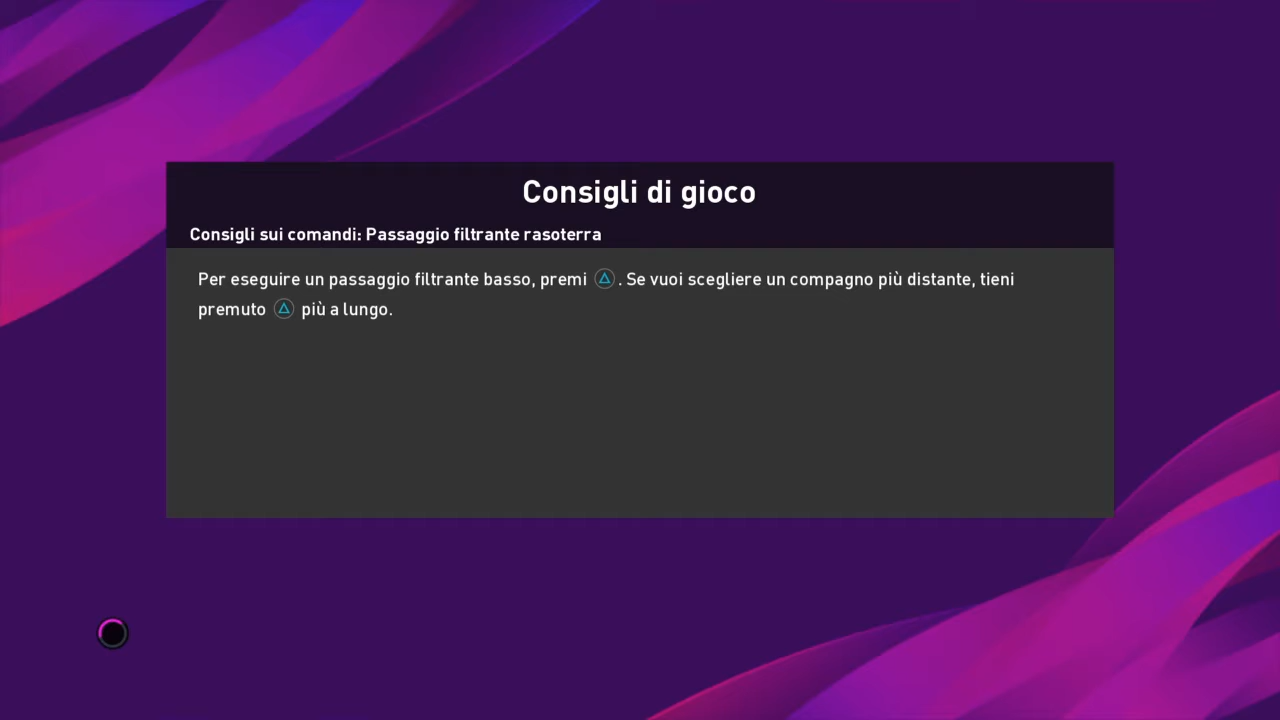 Consigli di gioco
Consigli sui comandi: Passaggio filtrante rasoterra
Per eseguire un passaggio filtrante basso, premi △. Se vuoi scegliere un compagno più distante, tieni
premuto △ più a lungo.